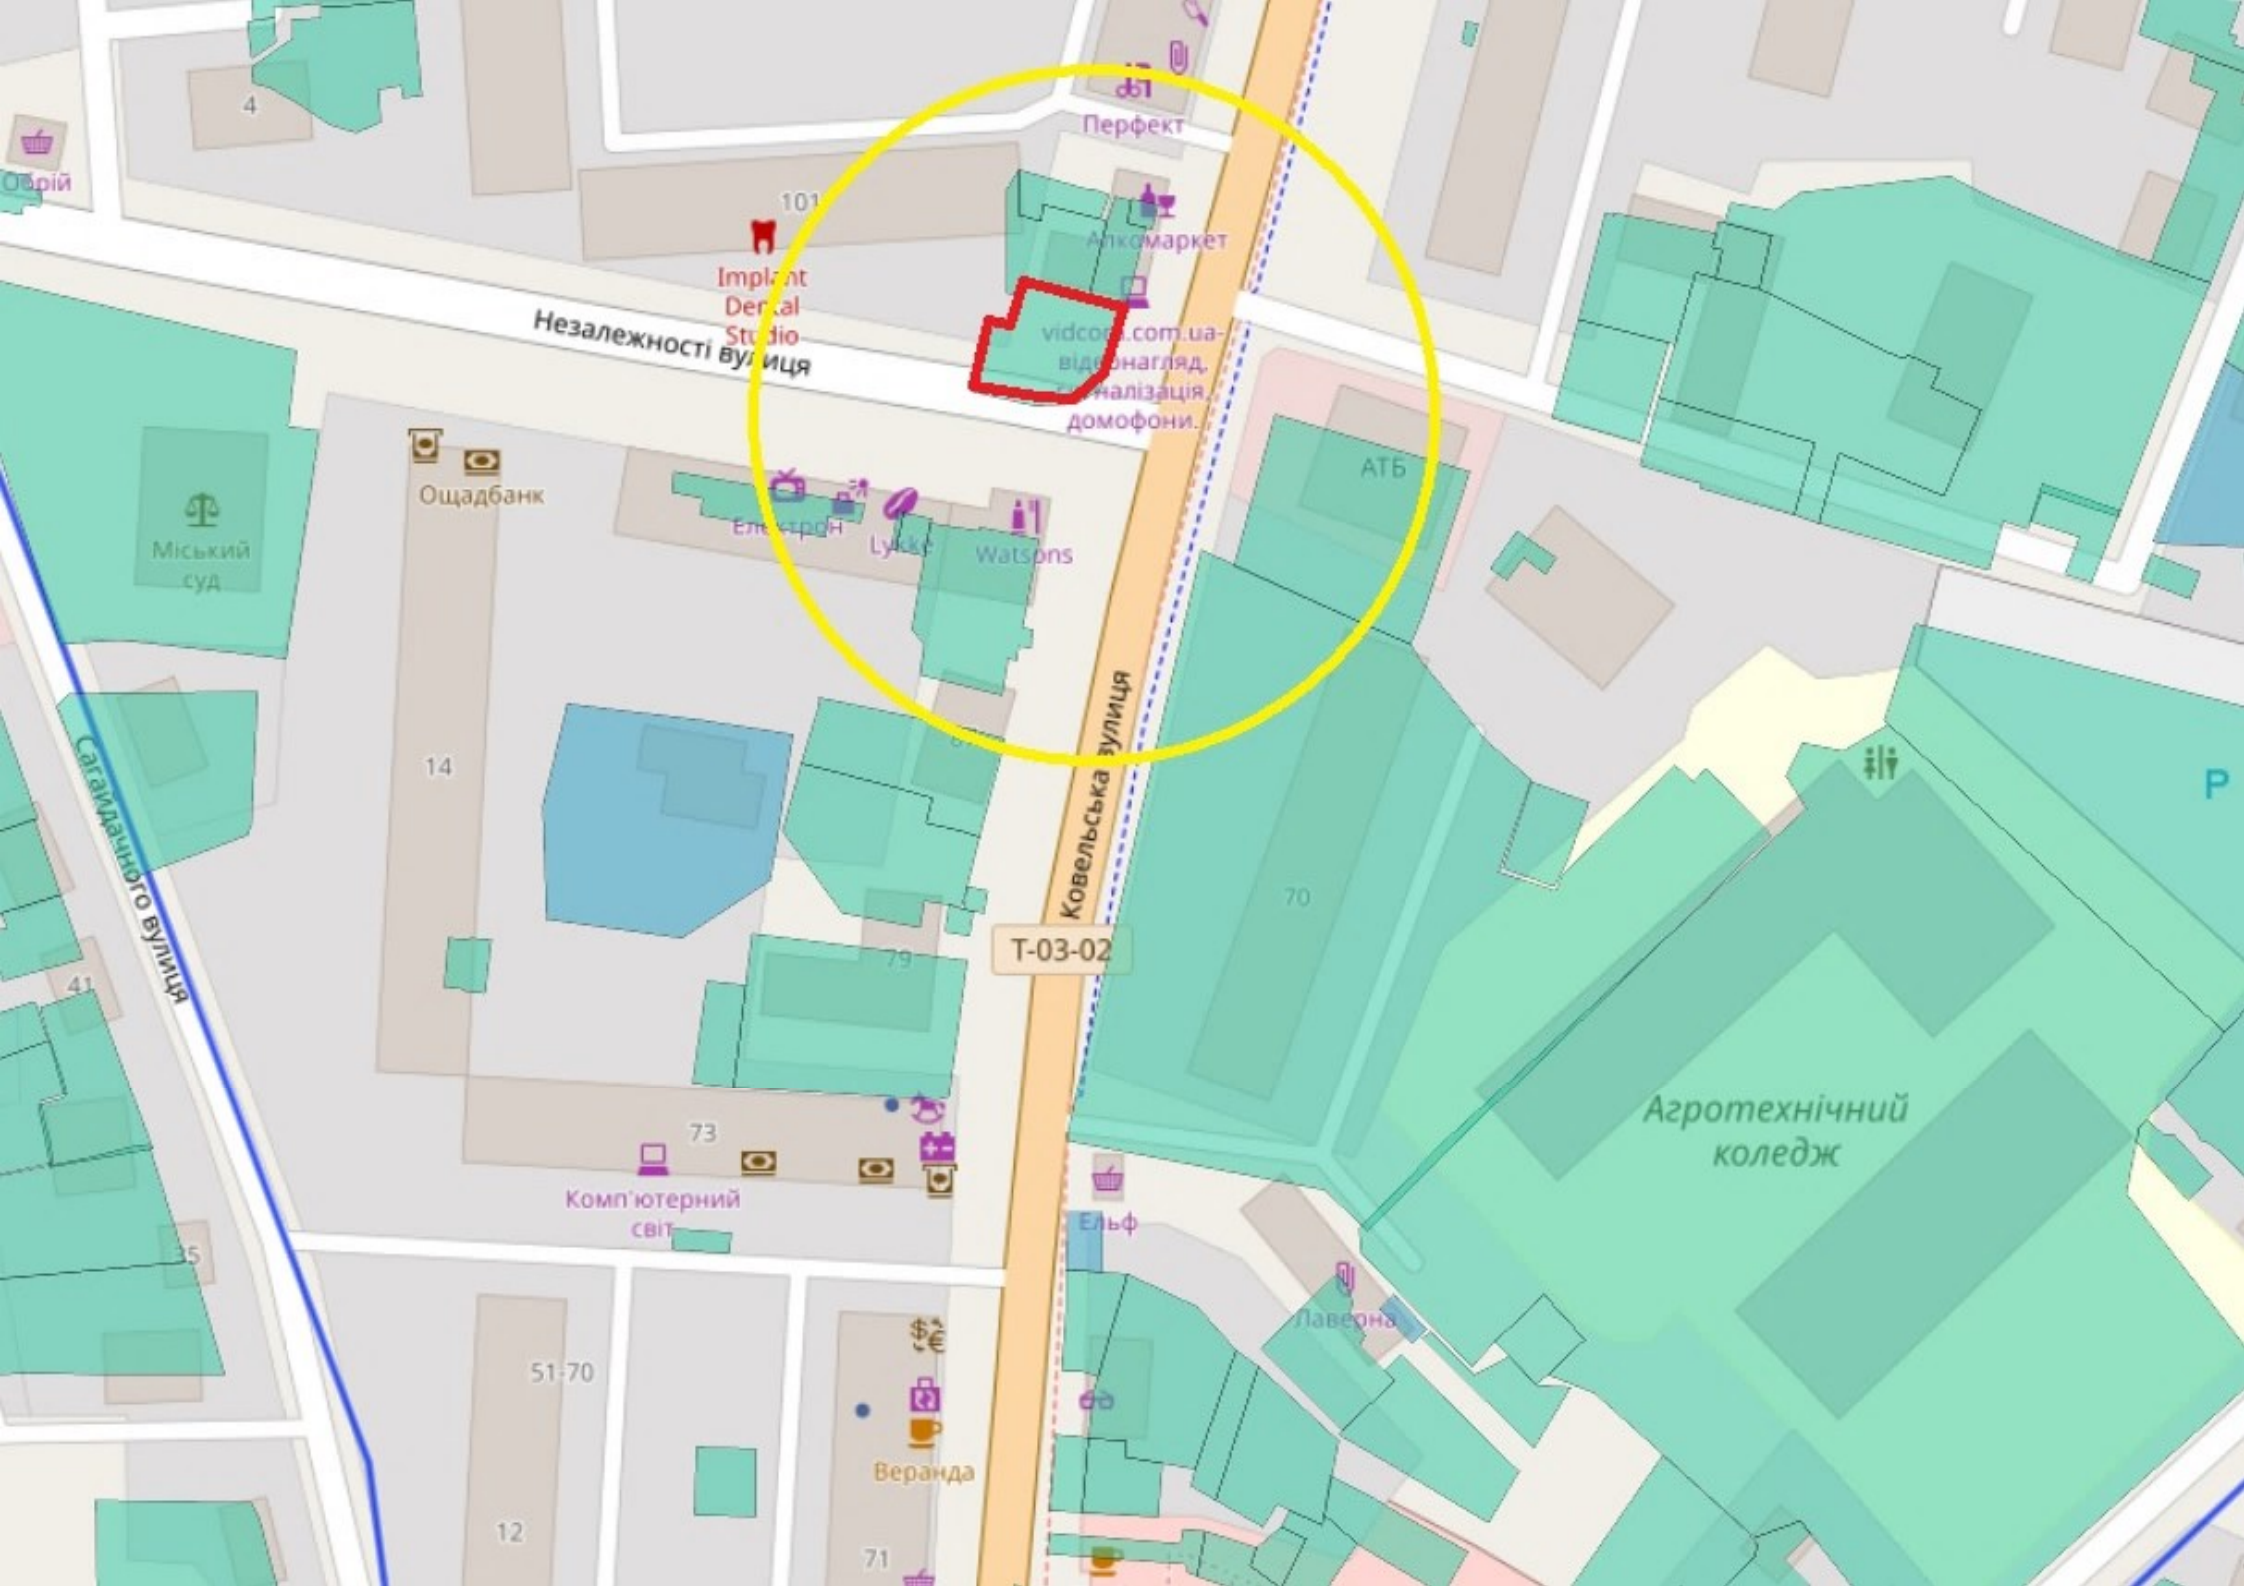 4
Перфект
Обрій
101
Алкомаркет
Implant
Dental
Studio
vidcom.com.ua-
відеонагляд,
сигналізація,
домофони.
Незалежності вулиця
АТБ
Ощадбанк
Електрон
Lykke
Watsons
Міський
суд
Ковельська вулиця
14
P
Сагайдачного вулиця
70
T-03-02
79
41
73
Агротехнічний
коледж
Комп'ютерний
світ
Ельф
35
Лаверна
51-70
Веранда
12
71